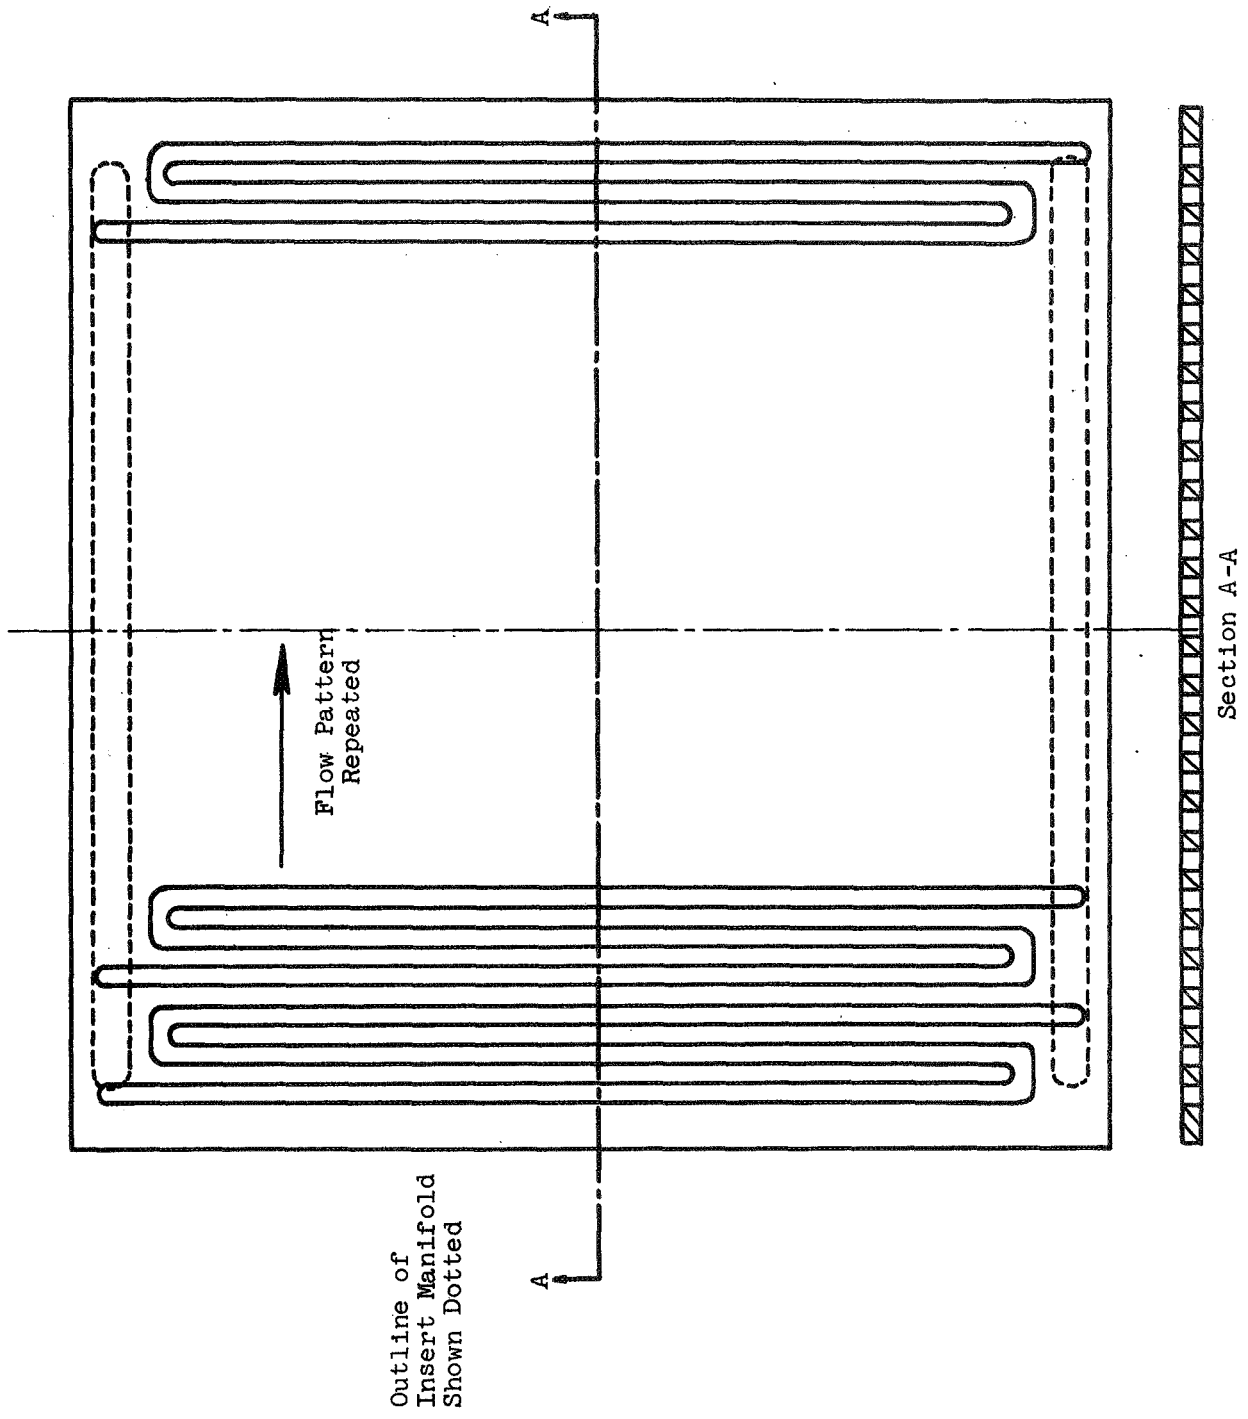 A
A
Flow Pattern
Repeated
Outline of
Insert Manifold
Shown Dotted
Section A-A